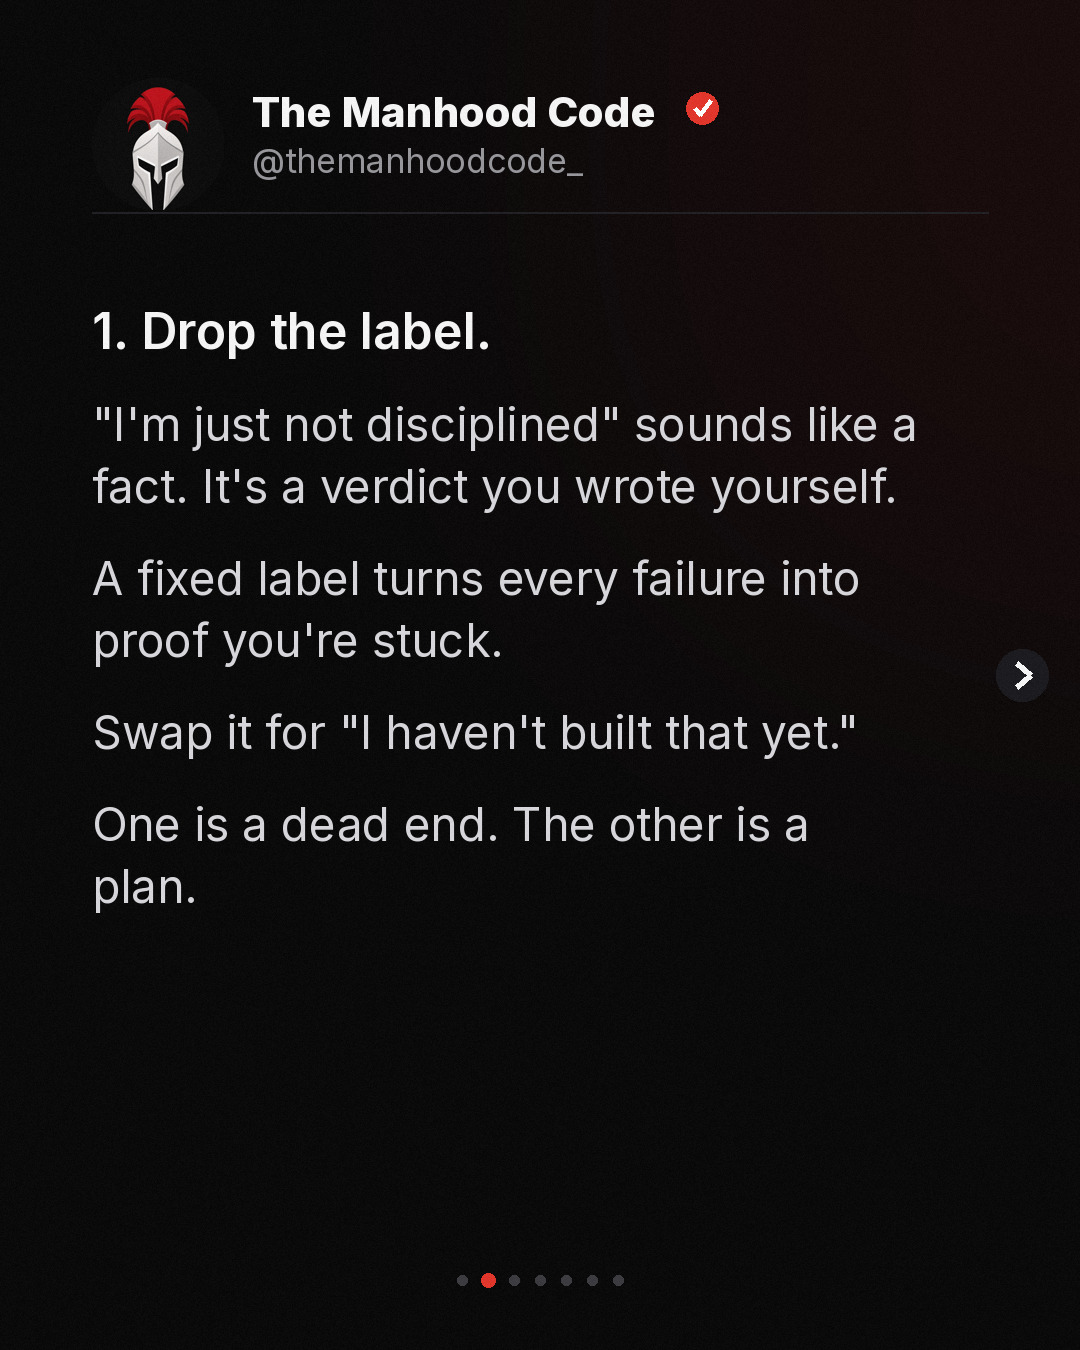 The Manhood Code
@themanhoodcode_
1. Drop the label.
"I'm just not disciplined" sounds like a
fact. It's a verdict you wrote yourself.
A fixed label turns every failure into
proof you're stuck.
Swap it for "I haven't built that yet."
One is a dead end. The other is a
plan.